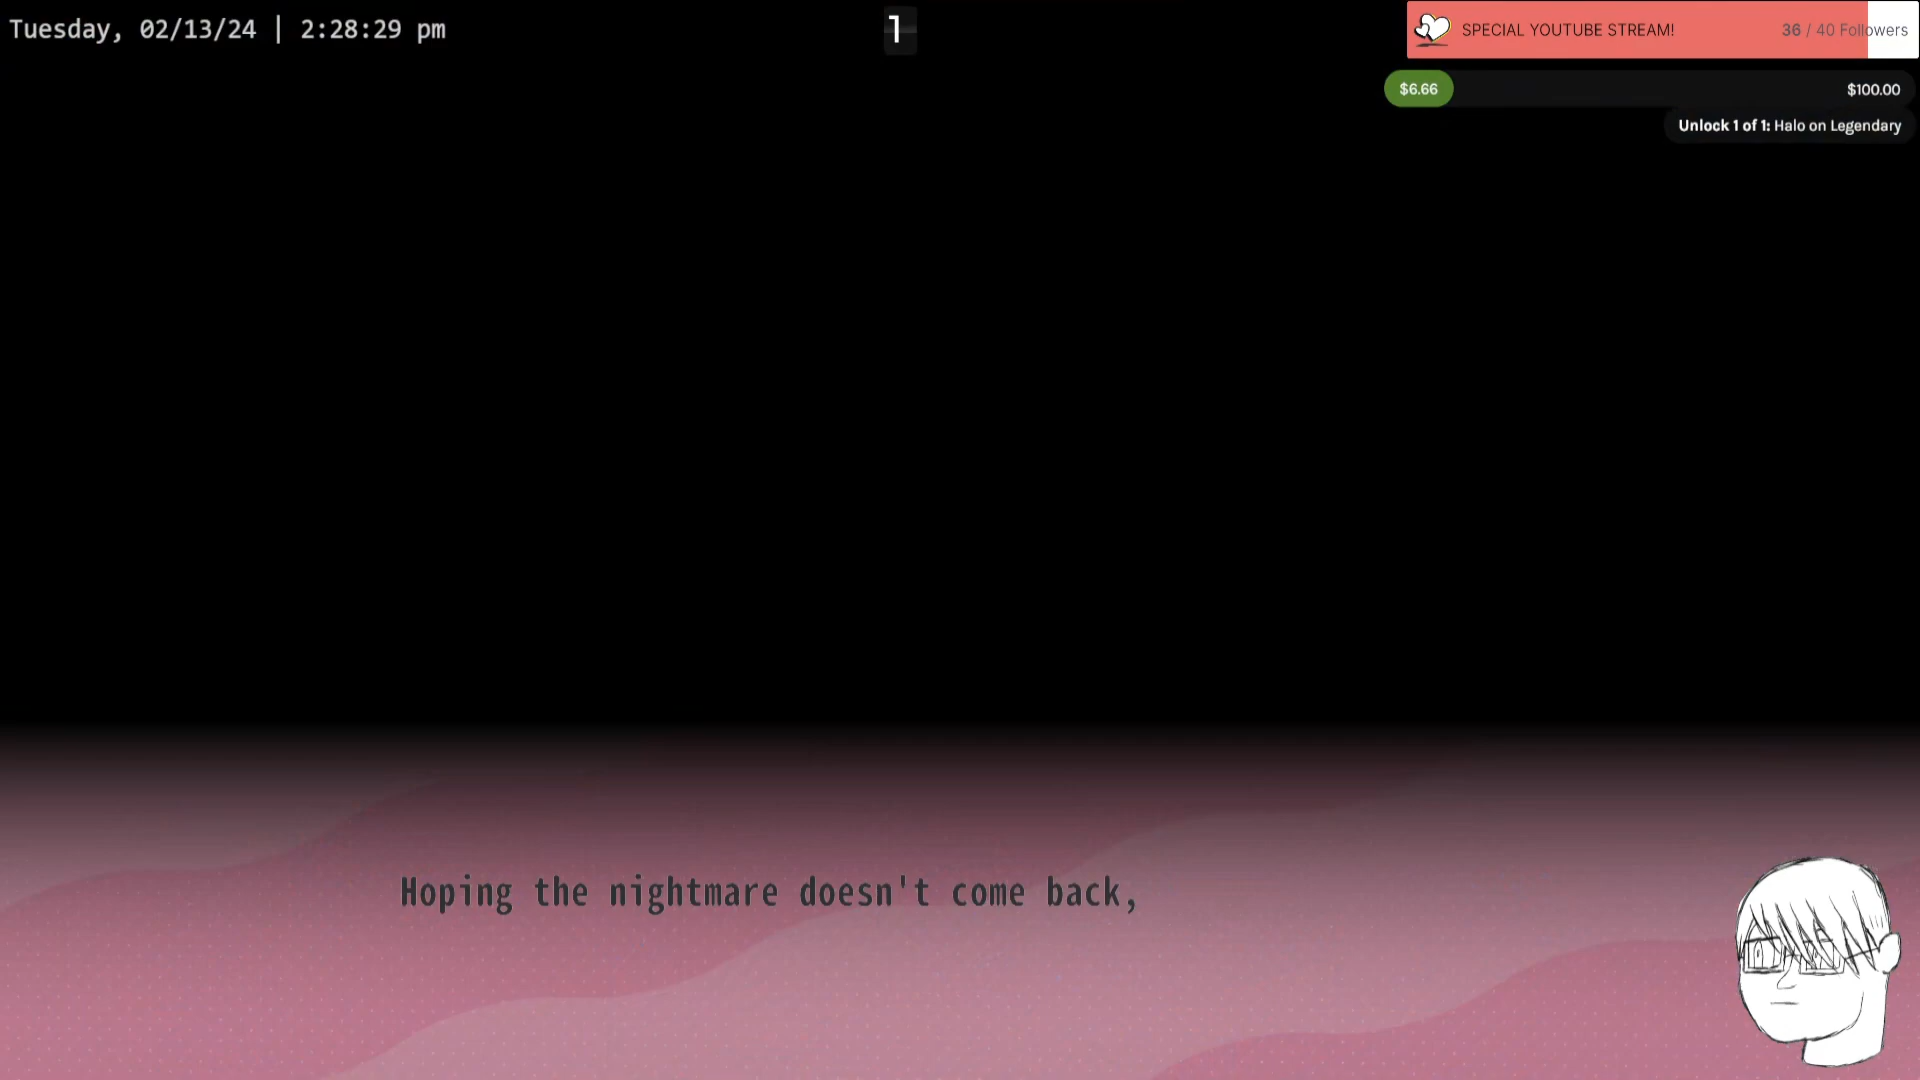 Tuesday, 02/13/24 | 2:28:29 pm
1
SPECIAL YOUTUBE STREAM! 36 / 40 Followers
$6.66 $100.00
Unlock 1 of 1: Halo on Legendary
Hoping the nightmare doesn't come back,